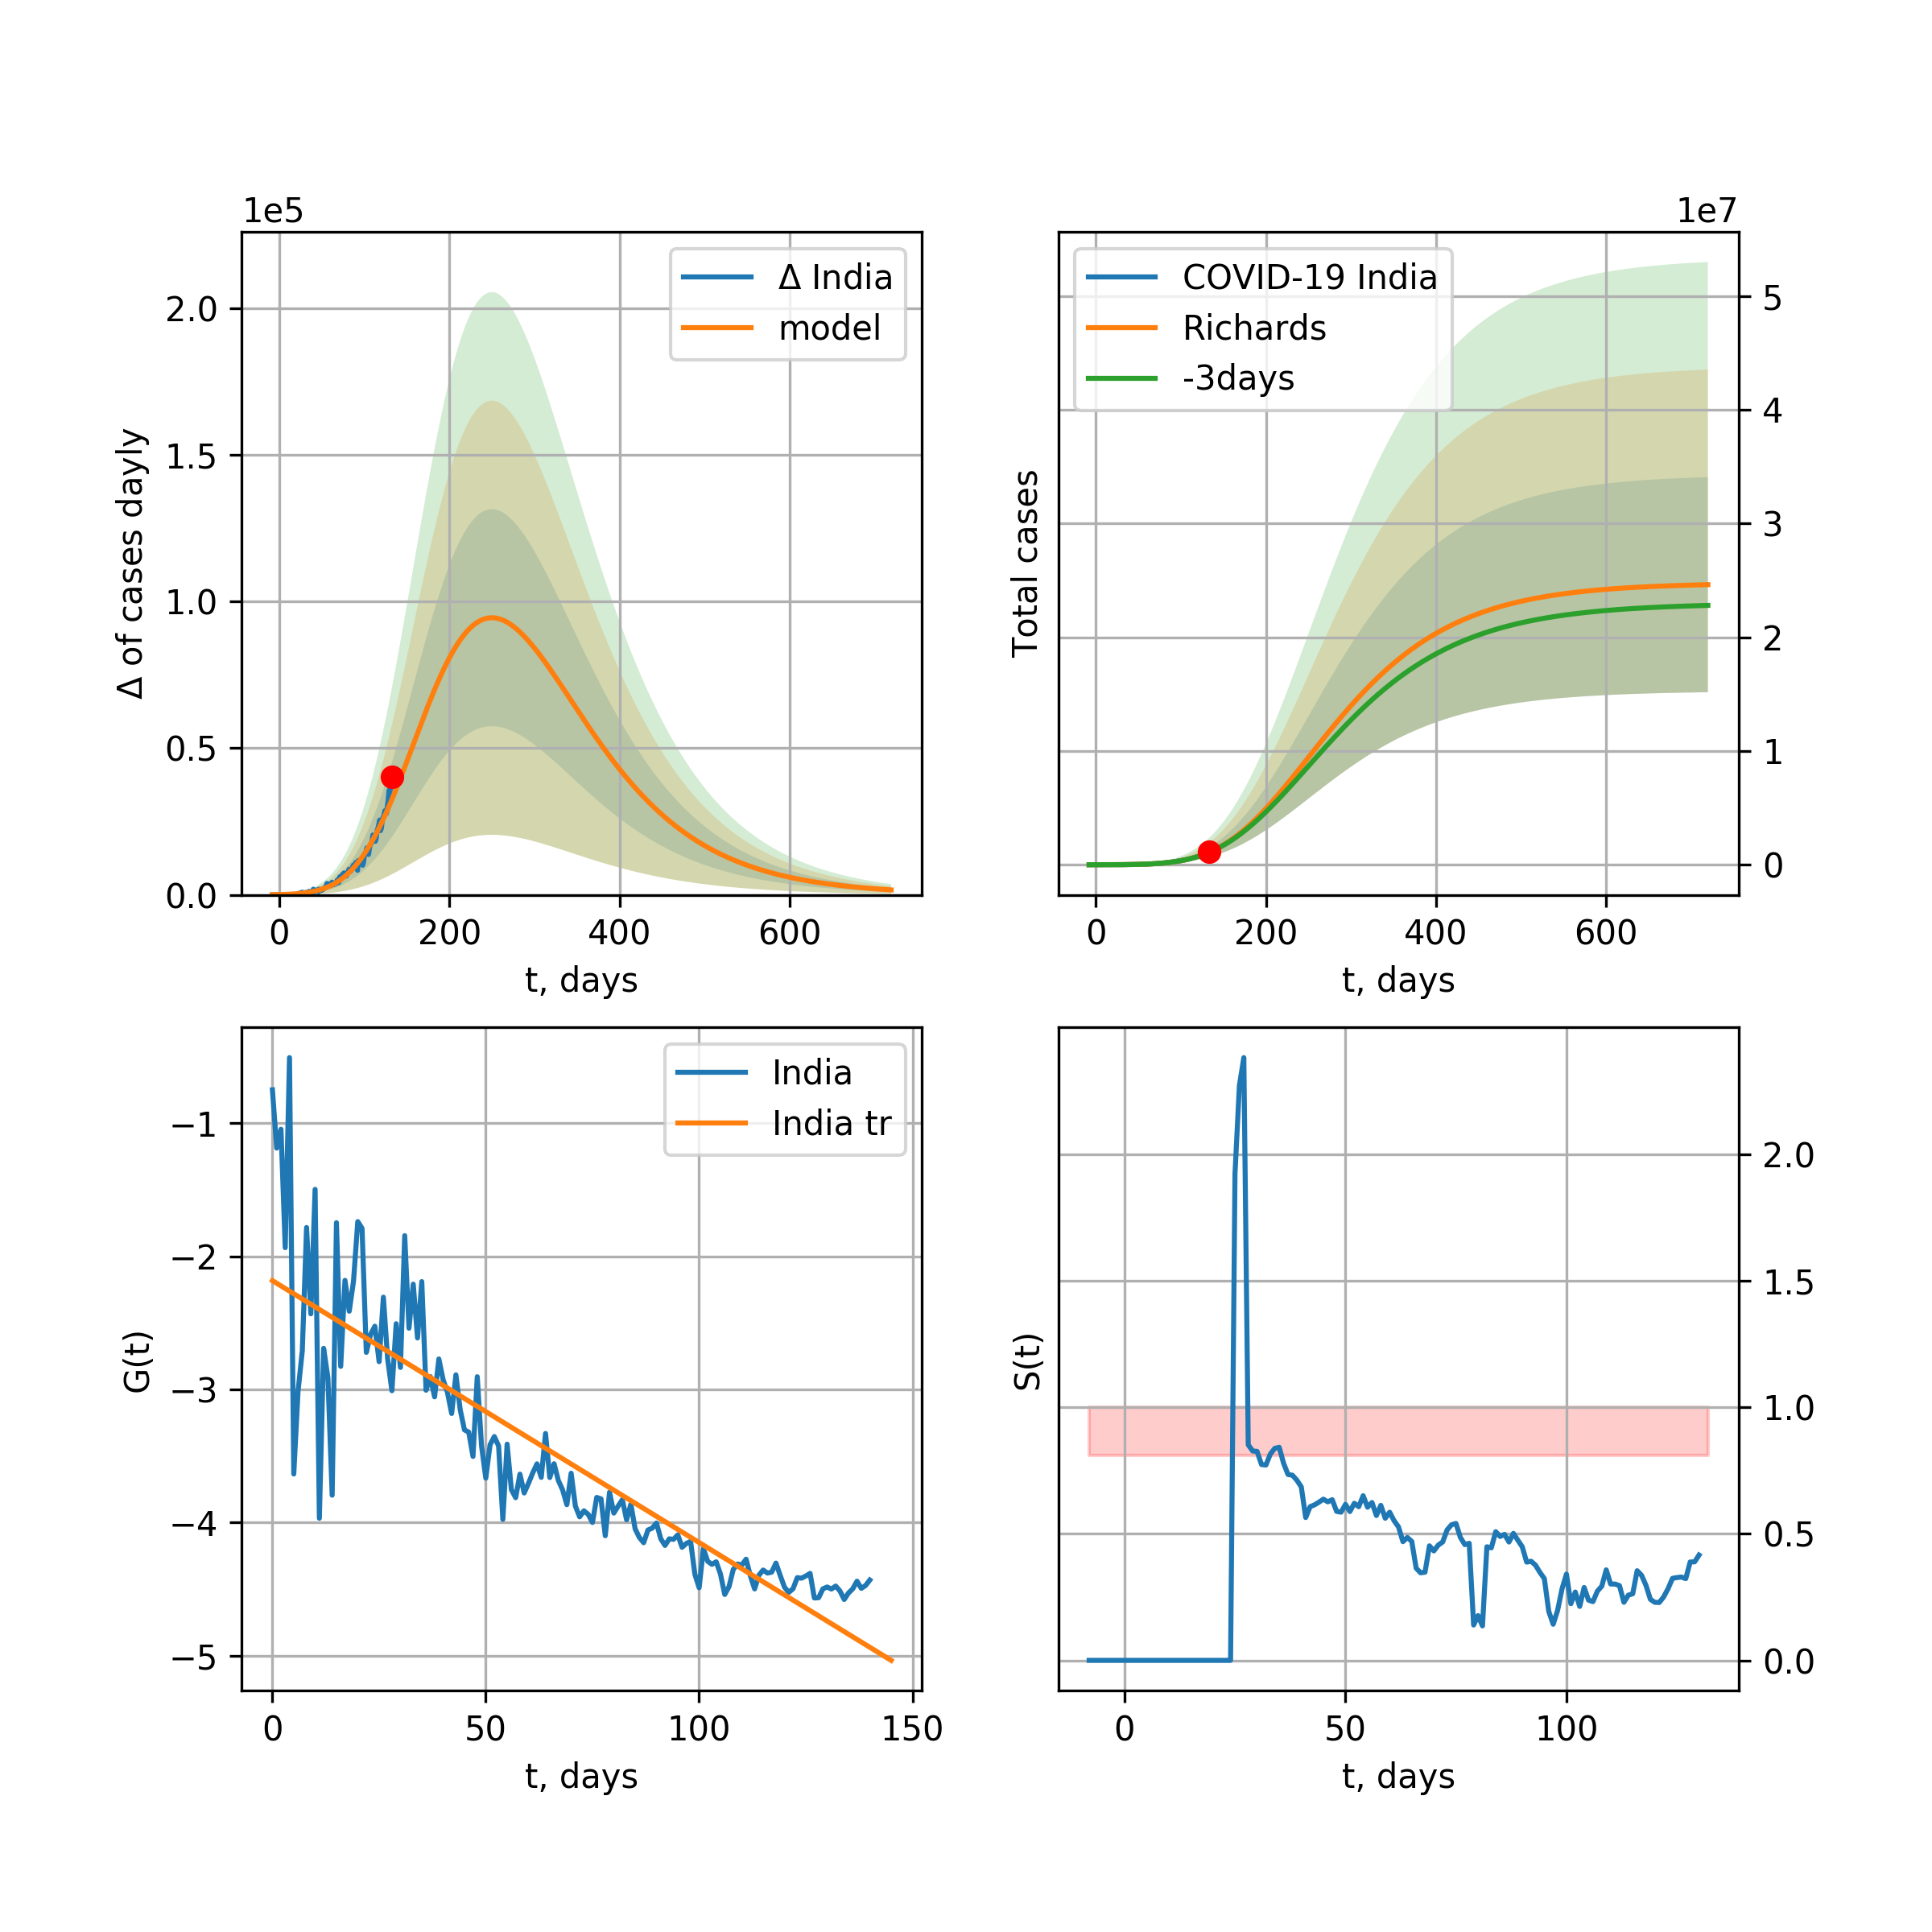 1e5
Δ India
model
2.0
1.5
1.0
0.5
0.0
Δ of cases dayly
0 200 400 600
t, days
1e7
COVID-19 India
Richards
-3days
5
4
3
2
1
0
Total cases
0 200 400 600
t, days
India
India tr
−1
−2
−3
−4
−5
G(t)
0 50 100 150
t, days
2.0
1.5
1.0
0.5
0.0
S(t)
0 50 100
t, days